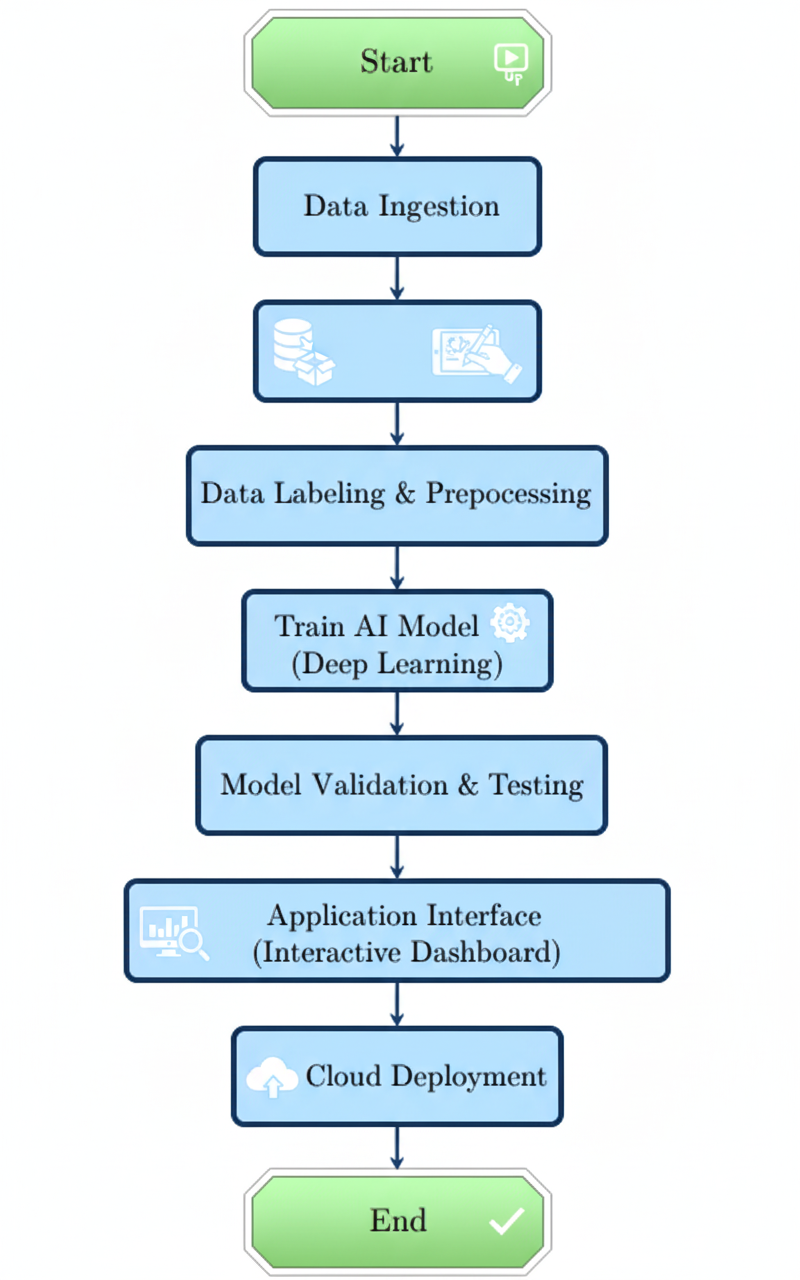 Start
Up
Data Ingestion
Data Labeling & Prepocessing
Train AI Model
(Deep Learning)
Model Validation & Testing
Application Interface
(Interactive Dashboard)
Cloud Deployment
End